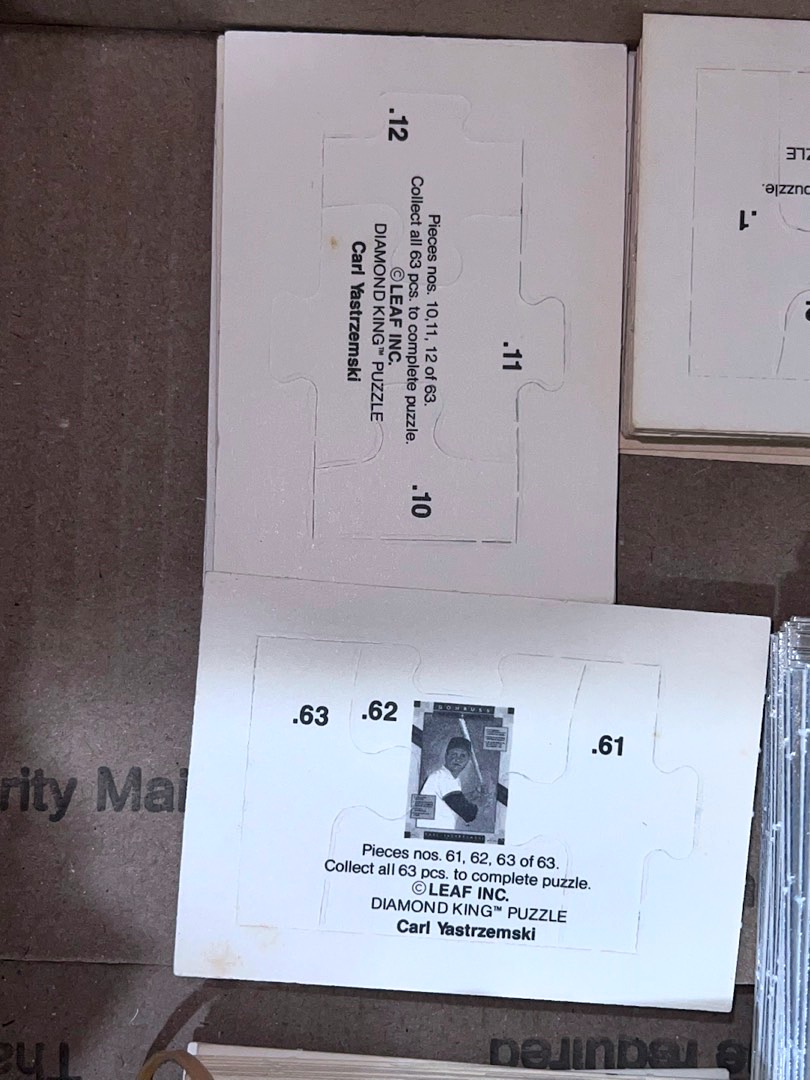 .12
Pieces nos. 10,11, 12 of 63.
Collect all 63 pcs. to complete puzzle.
©LEAF INC.
DIAMOND KING™ PUZZLE
Carl Yastrzemski
.11
.10
puzzle.
.1
.63
.62
.61
DONRUSS
Pieces nos. 61, 62, 63 of 63.
Collect all 63 pcs. to complete puzzle.
©LEAF INC.
DIAMOND KING™ PUZZLE
Carl Yastrzemski
rity Mai
required